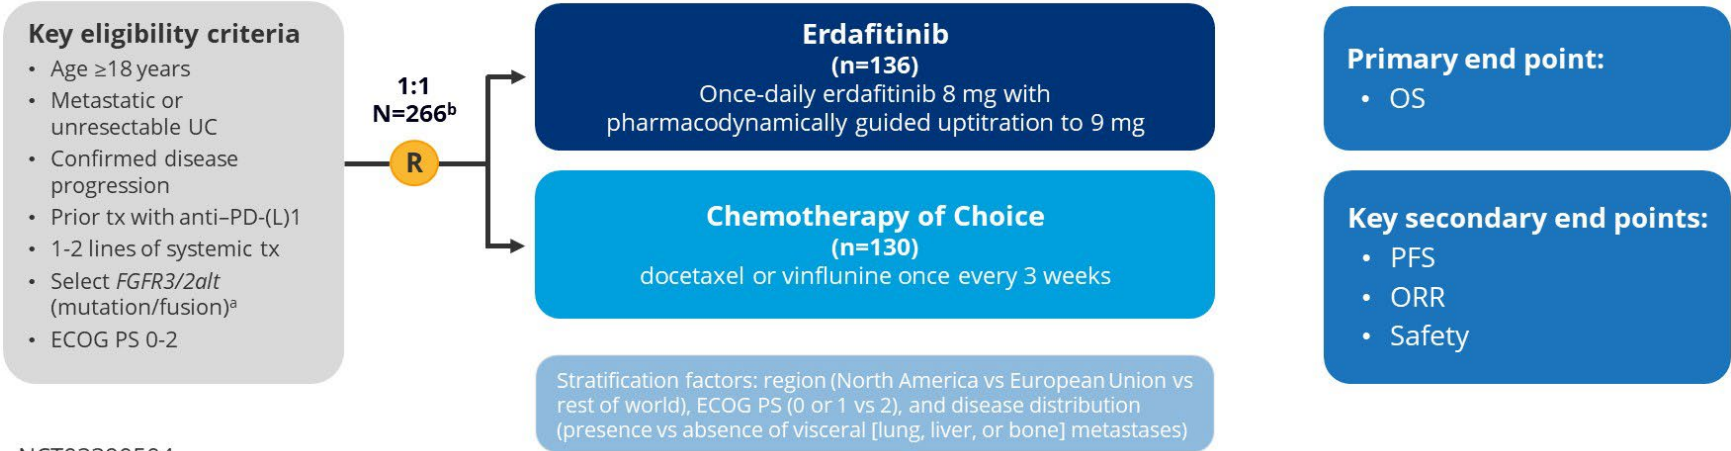 Key eligibility criteria
• Age ≥18 years
• Metastatic or
unresectable UC
• Confirmed disease
progression
• Prior tx with anti–PD-(L)1
• 1-2 lines of systemic tx
• Select FGFR3/2alt
(mutation/fusion)ᵃ
• ECOG PS 0-2
1:1
N=266ᵇ
R
Erdafitinib
(n=136)
Once-daily erdafitinib 8 mg with
pharmacodynamically guided uptitration to 9 mg
Chemotherapy of Choice
(n=130)
docetaxel or vinflunine once every 3 weeks
Stratification factors: region (North America vs European Union vs
rest of world), ECOG PS (0 or 1 vs 2), and disease distribution
(presence vs absence of visceral [lung, liver, or bone] metastases)
Primary end point:
• OS
Key secondary end points:
• PFS
• ORR
• Safety